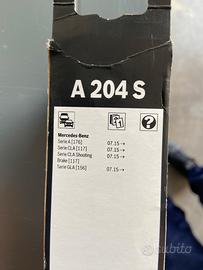 A 204 S
Mercedes-Benz
Serie A [176] 07.15→
Serie CLA [117] 07.15→
Serie CLA Shooting 07.15→
Brake [117]
Serie GLA [156] 07.15→
subito